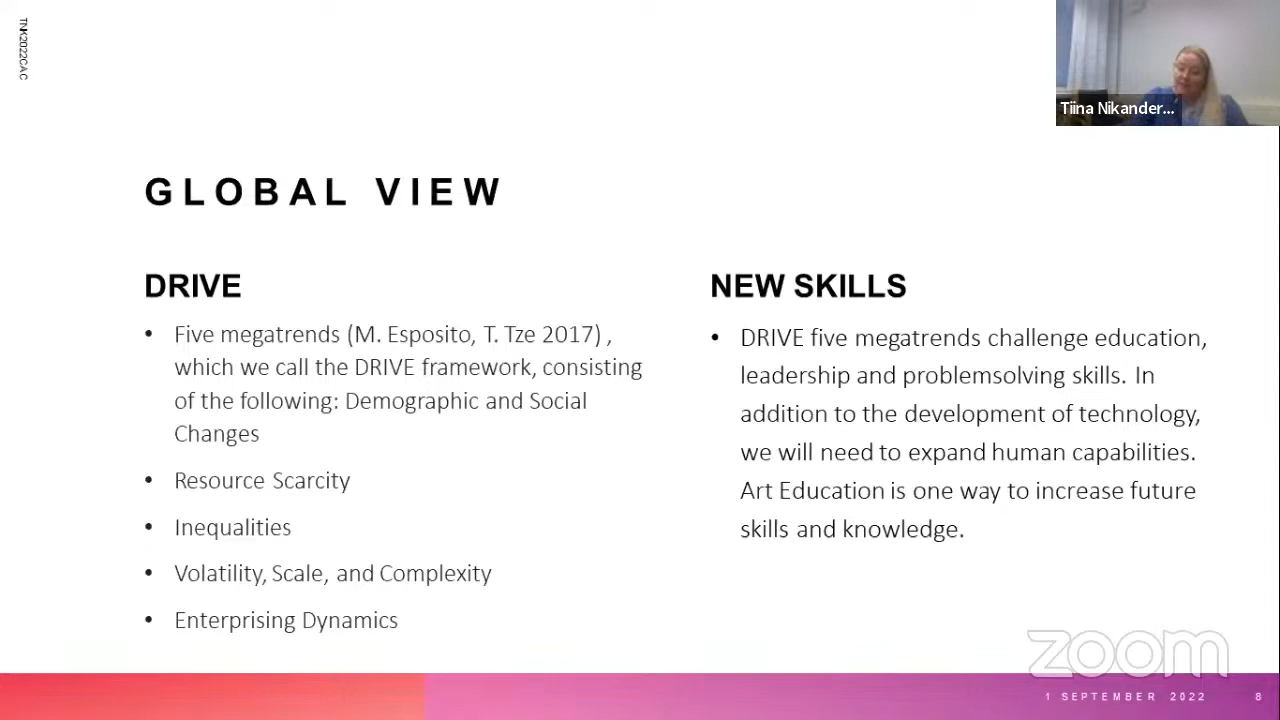 TNK2022CAC
Tiina Nikander...
GLOBAL VIEW
DRIVE
• Five megatrends (M. Esposito, T. Tze 2017) ,
which we call the DRIVE framework, consisting
of the following: Demographic and Social
Changes
• Resource Scarcity
• Inequalities
• Volatility, Scale, and Complexity
• Enterprising Dynamics
NEW SKILLS
• DRIVE five megatrends challenge education,
leadership and problemsolving skills. In
addition to the development of technology,
we will need to expand human capabilities.
Art Education is one way to increase future
skills and knowledge.
zoom
1 SEPTEMBER 2022
8